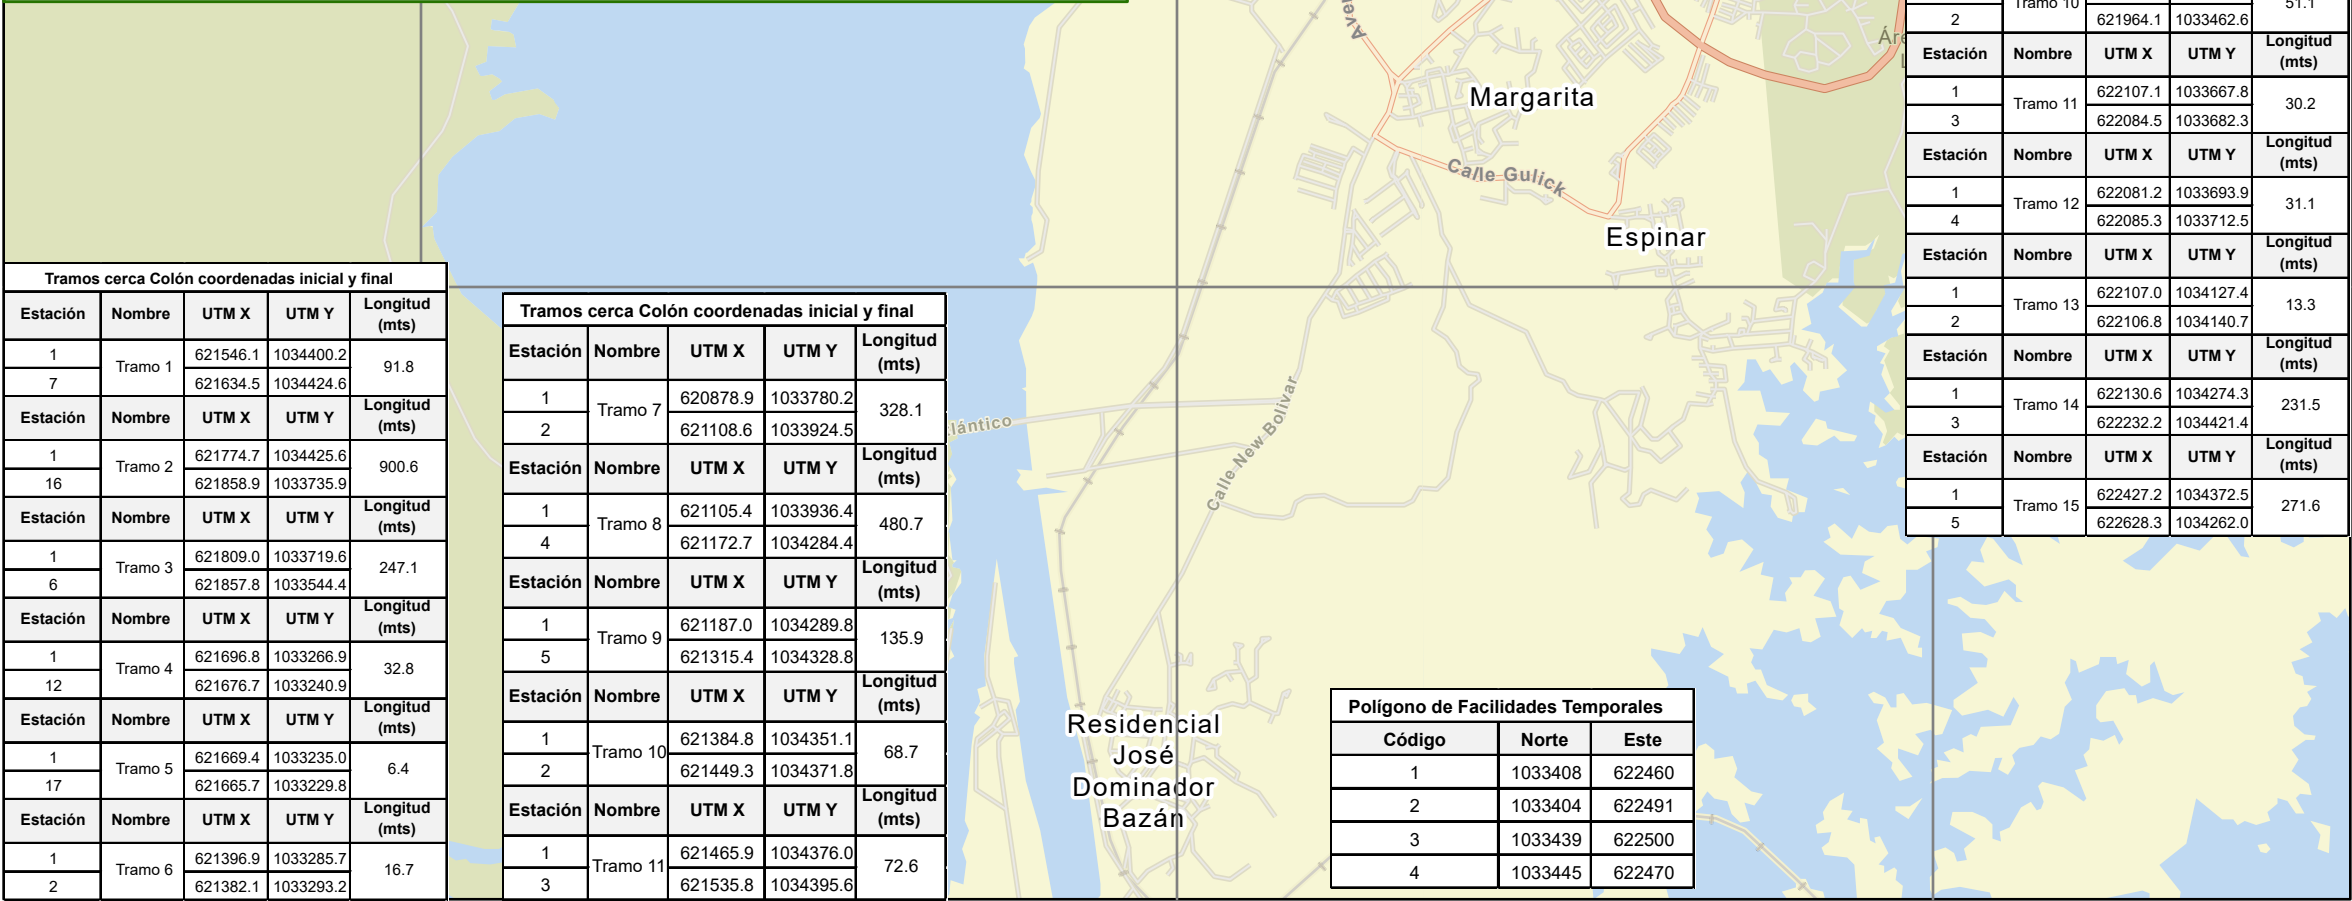 Tramos cerca Colón coordenadas inicial y final
Estación Nombre UTM X UTM Y Longitud (mts)
1 Tramo 1 621546.1 1034400.2 91.8
7 621634.5 1034424.6
Estación Nombre UTM X UTM Y Longitud (mts)
1 Tramo 2 621774.7 1034425.6 900.6
16 621858.9 1033735.9
Estación Nombre UTM X UTM Y Longitud (mts)
1 Tramo 3 621809.0 1033719.6 247.1
6 621857.8 1033544.4
Estación Nombre UTM X UTM Y Longitud (mts)
1 Tramo 4 621696.8 1033266.9 32.8
12 621676.7 1033240.9
Estación Nombre UTM X UTM Y Longitud (mts)
1 Tramo 5 621669.4 1033235.0 6.4
17 621665.7 1033229.8
Estación Nombre UTM X UTM Y Longitud (mts)
1 Tramo 6 621396.9 1033285.7 16.7
2 621382.1 1033293.2
Tramos cerca Colón coordenadas inicial y final
Estación Nombre UTM X UTM Y Longitud (mts)
1 Tramo 7 620878.9 1033780.2 328.1
2 621108.6 1033924.5
Estación Nombre UTM X UTM Y Longitud (mts)
1 Tramo 8 621105.4 1033936.4 480.7
4 621172.7 1034284.4
Estación Nombre UTM X UTM Y Longitud (mts)
1 Tramo 9 621187.0 1034289.8 135.9
5 621315.4 1034328.8
Estación Nombre UTM X UTM Y Longitud (mts)
1 Tramo 10 621384.8 1034351.1 68.7
2 621449.3 1034371.8
Estación Nombre UTM X UTM Y Longitud (mts)
1 Tramo 11 621465.9 1034376.0 72.6
3 621535.8 1034395.6
lántico
Ave
Margarita
Calle Gulick
Espinar
Calle New Bolivar
Residencial
José
Dominador
Bazán
Polígono de Facilidades Temporales
Código Norte Este
1 1033408 622460
2 1033404 622491
3 1033439 622500
4 1033445 622470
Áre
Tramo 10 51.1
2 621964.1 1033462.6
Estación Nombre UTM X UTM Y Longitud (mts)
1 Tramo 11 622107.1 1033667.8 30.2
3 622084.5 1033682.3
Estación Nombre UTM X UTM Y Longitud (mts)
1 Tramo 12 622081.2 1033693.9 31.1
4 622085.3 1033712.5
Estación Nombre UTM X UTM Y Longitud (mts)
1 Tramo 13 622107.0 1034127.4 13.3
2 622106.8 1034140.7
Estación Nombre UTM X UTM Y Longitud (mts)
1 Tramo 14 622130.6 1034274.3 231.5
3 622232.2 1034421.4
Estación Nombre UTM X UTM Y Longitud (mts)
1 Tramo 15 622427.2 1034372.5 271.6
5 622628.3 1034262.0